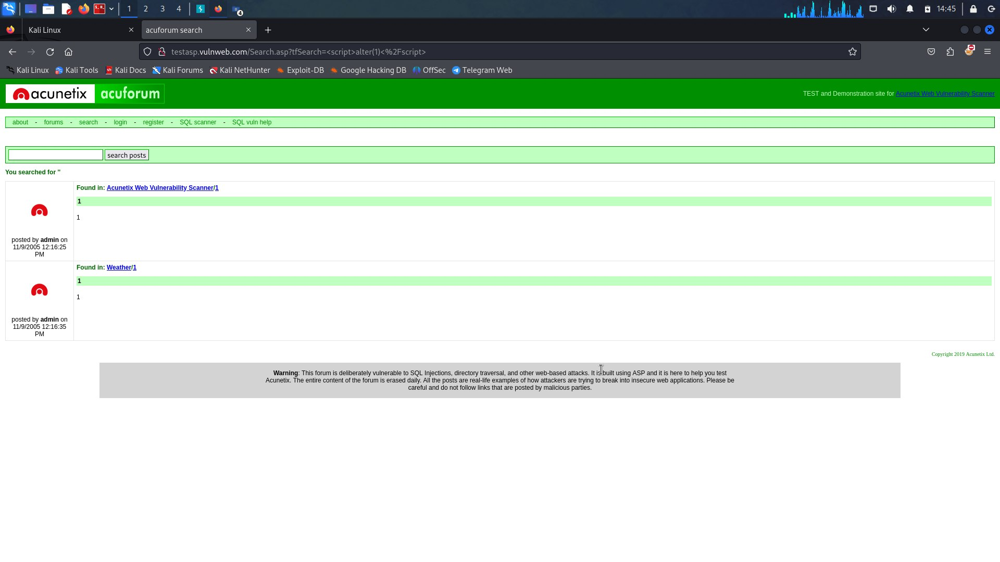 1 2 3 4 4 14:45
Kali Linux acuforum search
testasp.vulnweb.com/Search.asp?tfSearch=<script>alter(1)<%2Fscript>
Kali Linux Kali Tools Kali Docs Kali Forums Kali NetHunter Exploit-DB Google Hacking DB OffSec Telegram Web
acunetix acuforum TEST and Demonstration site for Acunetix Web Vulnerability Scanner
about - forums - search - login - register - SQL scanner - SQL vuln help
search posts
You searched for ''
Found in: Acunetix Web Vulnerability Scanner/1
1
1
posted by admin on
11/9/2005 12:16:25
PM
Found in: Weather/1
1
1
posted by admin on
11/9/2005 12:16:35
PM
Copyright 2019 Acunetix Ltd.
Warning: This forum is deliberately vulnerable to SQL Injections, directory traversal, and other web-based attacks. It is built using ASP and it is here to help you test
Acunetix. The entire content of the forum is erased daily. All the posts are real-life examples of how attackers are trying to break into insecure web applications. Please be
careful and do not follow links that are posted by malicious parties.